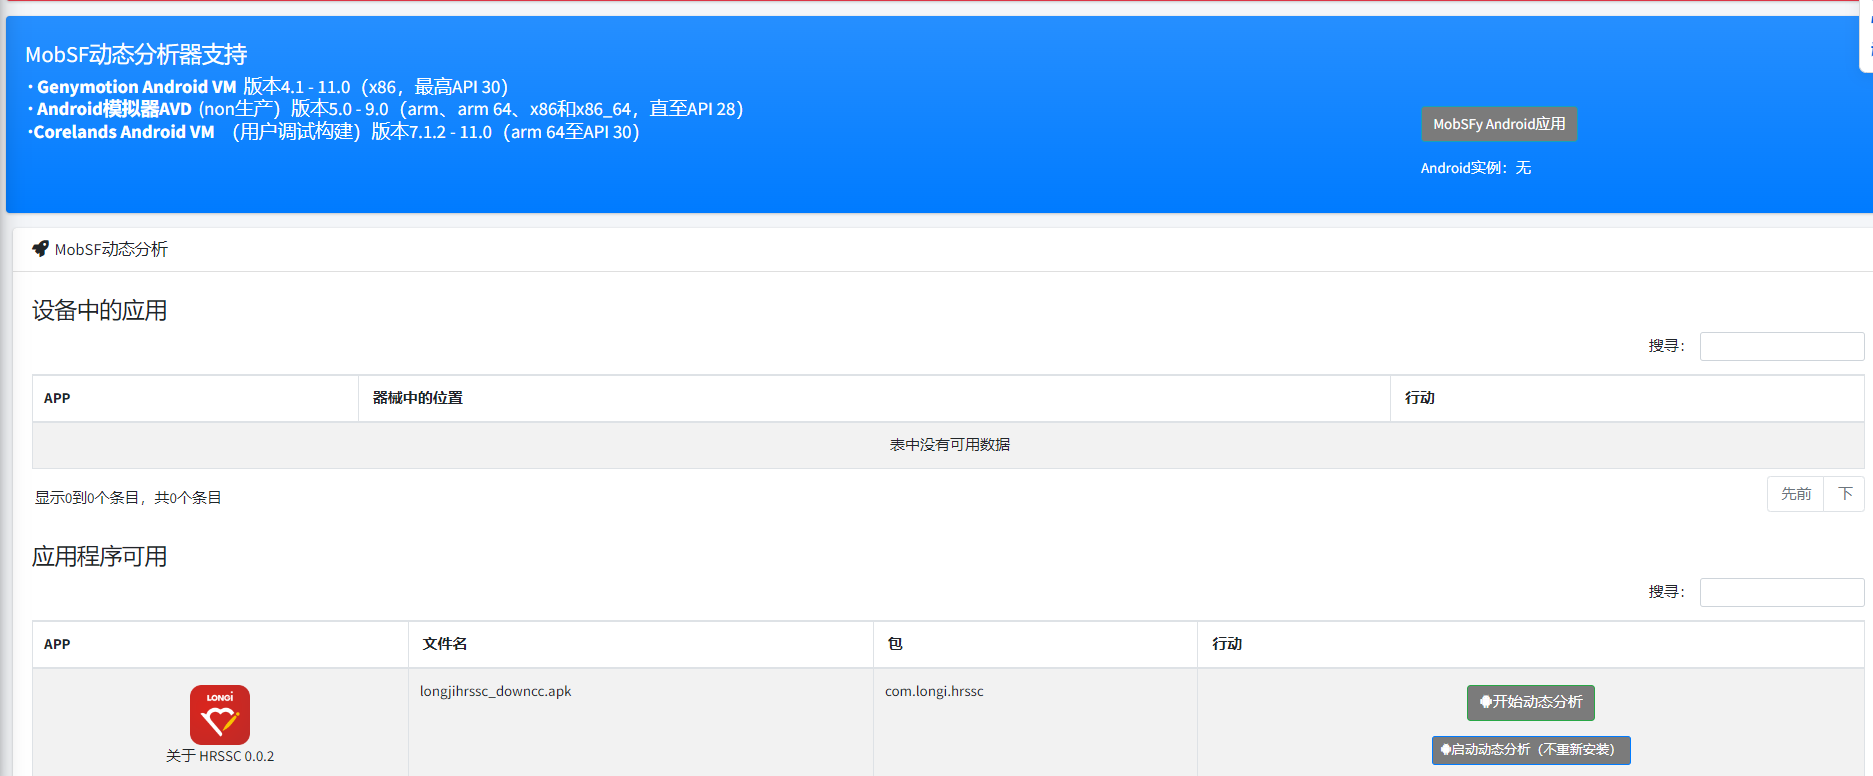 MobSF动态分析器支持
· Genymotion Android VM 版本4.1 - 11.0（x86，最高API 30）
· Android模拟器AVD (non生产）版本5.0 - 9.0（arm、arm 64、x86和x86_64，直至API 28）
·Corelands Android VM （用户调试构建）版本7.1.2 - 11.0（arm 64至API 30）
MobSFy Android应用
Android实例：无
MobSF动态分析
设备中的应用
搜寻：
APP 器械中的位置 行动
表中没有可用数据
显示0到0个条目，共0个条目
先前 下
应用程序可用
搜寻：
APP 文件名 包 行动
LONGi
longjihrssc_downcc.apk com.longi.hrssc
开始动态分析
启动动态分析（不重新安装）
关于 HRSSC 0.0.2